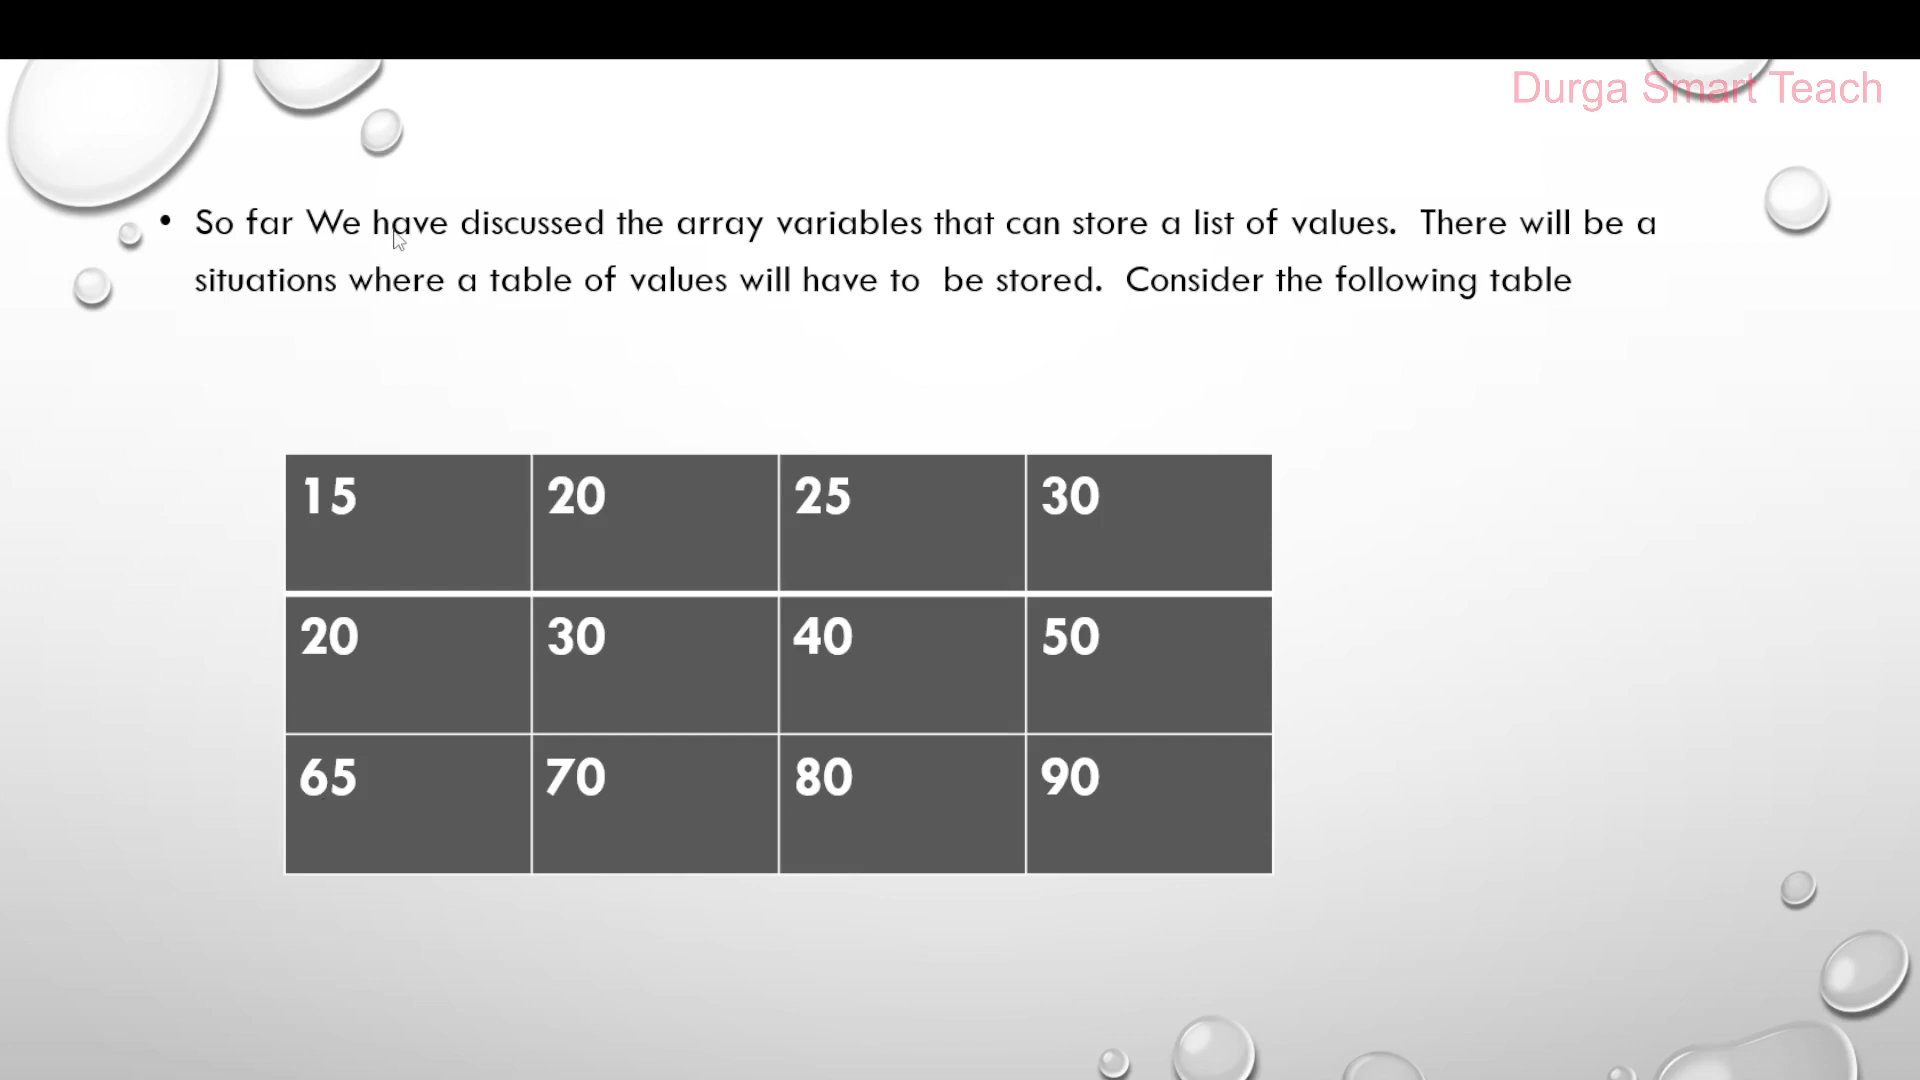 Durga Smart Teach
• So far We have discussed the array variables that can store a list of values.  There will be a
situations where a table of values will have to  be stored.  Consider the following table
15 20 25 30
20 30 40 50
65 70 80 90